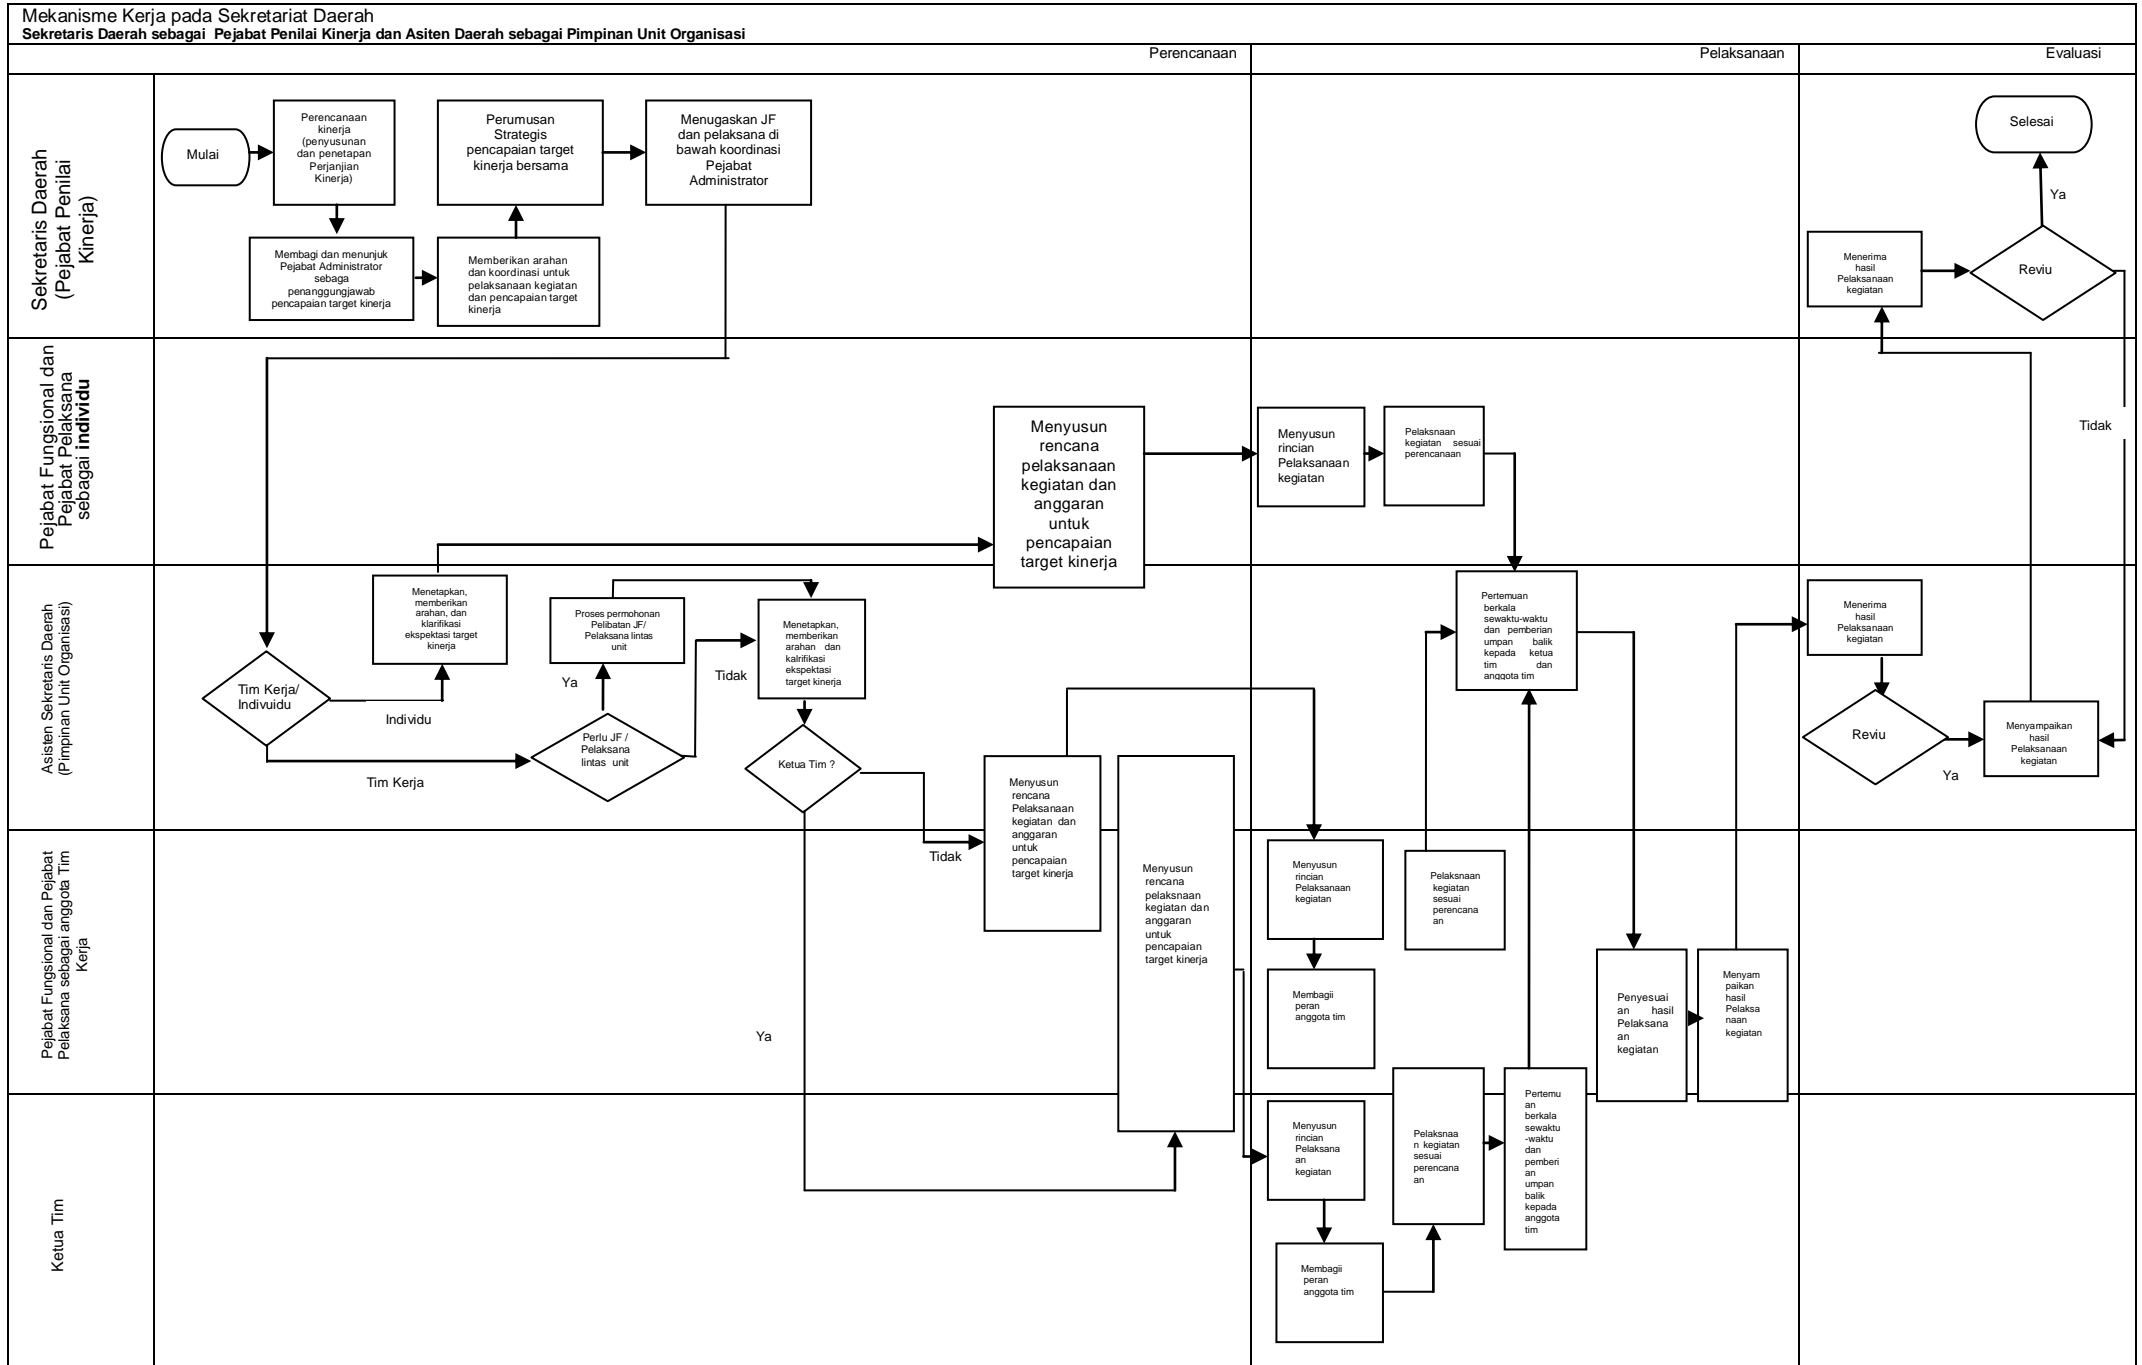 Mekanisme Kerja pada Sekretariat Daerah
Sekretaris Daerah sebagai Pejabat Penilai Kinerja dan Asiten Daerah sebagai Pimpinan Unit Organisasi
Perencanaan
Pelaksanaan
Evaluasi
Sekretaris Daerah
(Pejabat Penilai
Kinerja)
Mulai
Perencanaan
kinerja
(penyusunan
dan penetapan
Perjanjian
Kinerja)
Perumusan
Strategis
pencapaian target
kinerja bersama
Menugaskan JF
dan pelaksana di
bawah koordinasi
Pejabat
Administrator
Membagi dan menunjuk
Pejabat Administrator
sebaga
penanggungjawab
pencapaian target kinerja
Memberikan arahan
dan koordinasi untuk
pelaksanaan kegiatan
dan pencapaian target
kinerja
Selesai
Ya
Menerima
hasil
Pelaksanaan
kegiatan
Reviu
Tidak
Pejabat Fungsional dan
Pejabat Pelaksana
sebagai individu
Menyusun
rencana
pelaksanaan
kegiatan dan
anggaran
untuk
pencapaian
target kinerja
Menyusun
rincian
Pelaksanaan
kegiatan
Pelaksnaan
kegiatan sesuai
perencanaan
Asisten Sekretaris Daerah
(Pimpinan Unit Organisasi)
Tim Kerja/
Indivuidu
Individu
Tim Kerja
Menetapkan,
memberikan
arahan, dan
klarifikasi
ekspektasi target
kinerja
Proses permohonan
Pelibatan JF/
Pelaksana lintas
unit
Ya
Perlu JF /
Pelaksana
lintas unit
Tidak
Menetapkan,
memberikan
arahan dan
kalrifikasi
ekspektasi
target kinerja
Ketua Tim ?
Tidak
Ya
Menyusun
rencana
Pelaksanaan
kegiatan dan
anggaran
untuk
pencapaian
target kinerja
Menyusun
rencana
pelaksnaan
kegiatan dan
anggaran
untuk
pencapaian
target kinerja
Pertemuan
berkala
sewaktu-waktu
dan pemberian
umpan balik
kepada ketua
tim dan
anggota tim
Menerima
hasil
Pelaksanaan
kegiatan
Reviu
Ya
Menyampaikan
hasil
Pelaksanaan
kegiatan
Pejabat Fungsional dan Pejabat
Pelaksana sebagai anggota Tim
Kerja
Menyusun
rincian
Pelaksanaan
kegiatan
Membagii
peran
anggota tim
Pelaksnaan
kegiatan
sesuai
perencana
an
Penyesuai
an hasil
Pelaksana
an
kegiatan
Menyam
paikan
hasil
Pelaksa
naan
kegiatan
Ketua Tim
Menyusun
rincian
Pelaksana
an
kegiatan
Membagii
peran
anggota tim
Pelaksnaa
n kegiatan
sesuai
perencana
an
Pertemu
an
berkala
sewaktu
-waktu
dan
pemberi
an
umpan
balik
kepada
anggota
tim